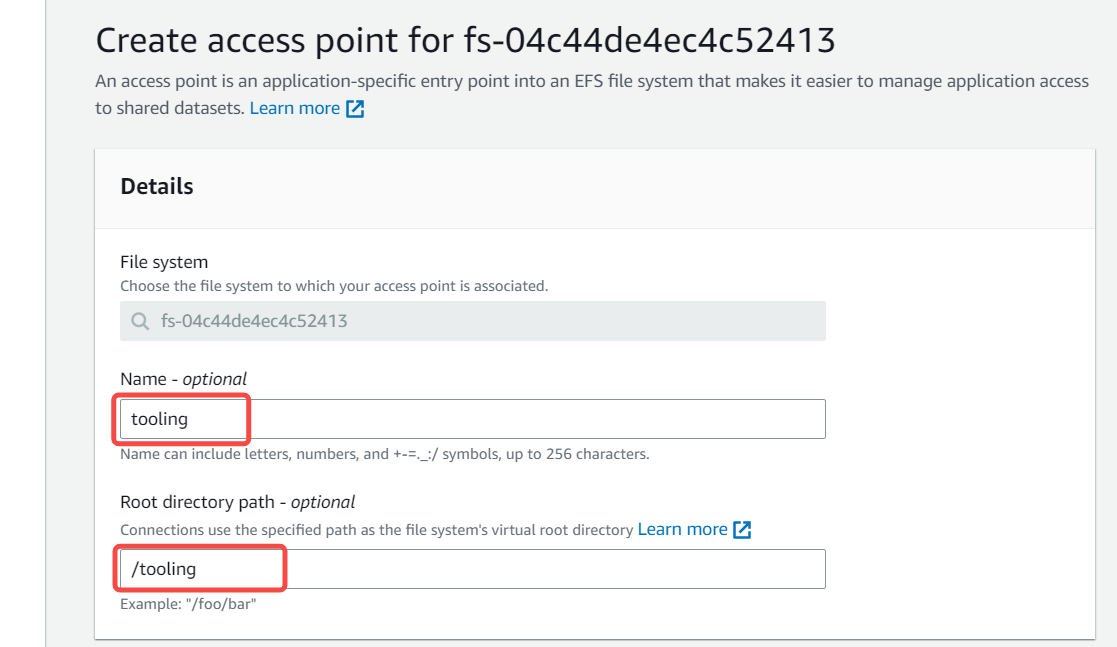 Create access point for fs-04c44de4ec4c52413
An access point is an application-specific entry point into an EFS file system that makes it easier to manage application access
to shared datasets. Learn more
Details
File system
Choose the file system to which your access point is associated.
fs-04c44de4ec4c52413
Name - optional
tooling
Name can include letters, numbers, and +-=._:/ symbols, up to 256 characters.
Root directory path - optional
Connections use the specified path as the file system's virtual root directory Learn more
/tooling
Example: "/foo/bar"